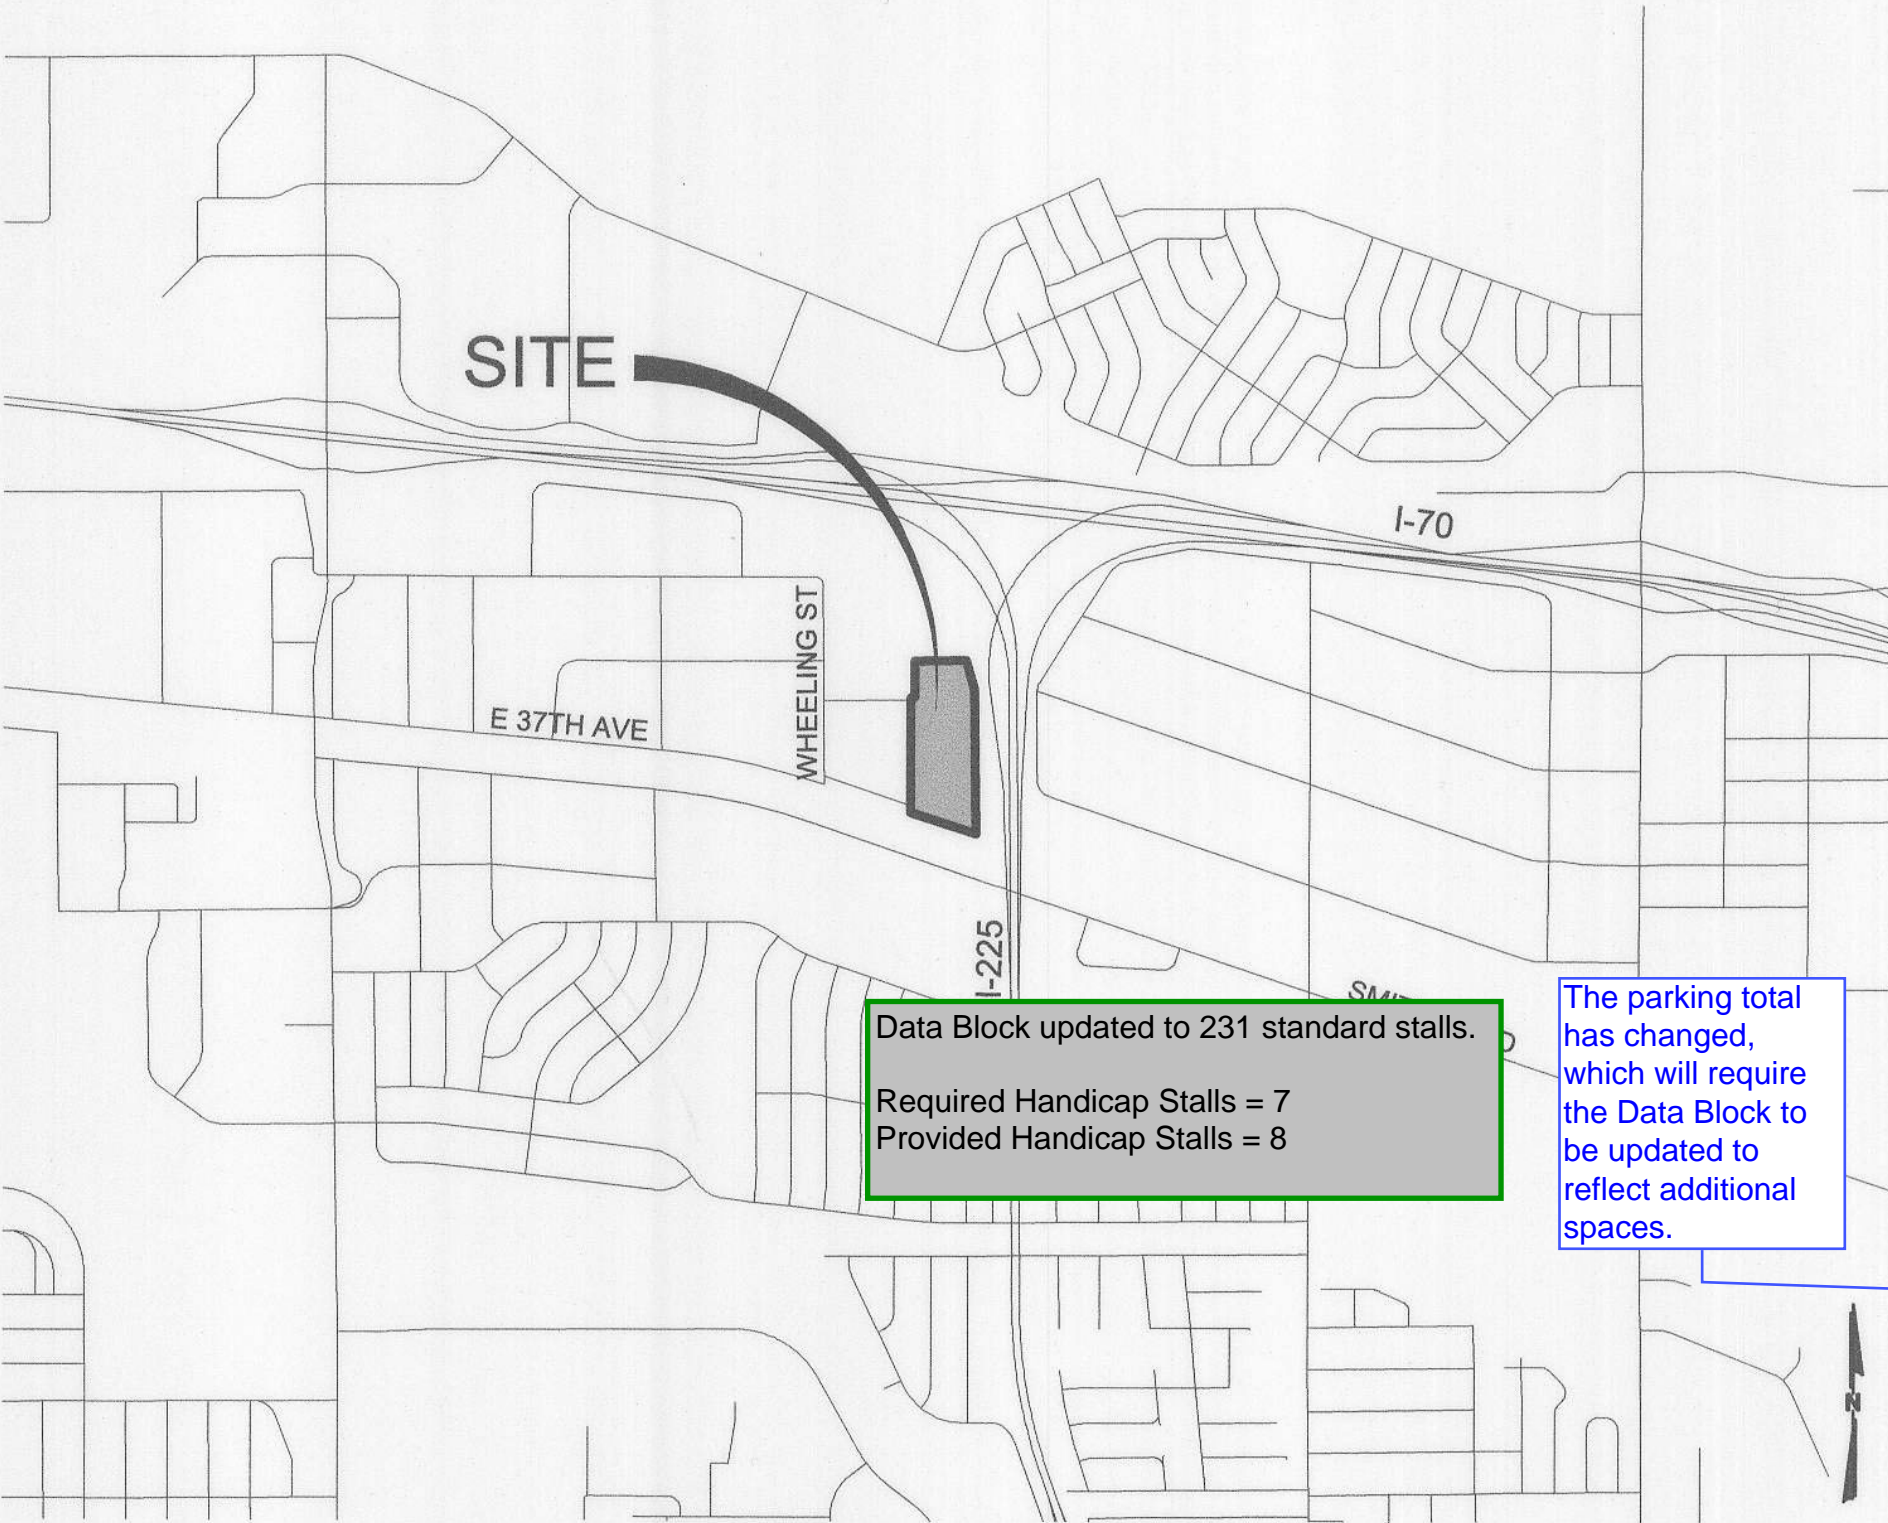 SITE
I-70
WHEELING ST
E 37TH AVE
I-225
Data Block updated to 231 standard stalls.
Required Handicap Stalls = 7
Provided Handicap Stalls = 8
The parking total
has changed,
which will require
the Data Block to
be updated to
reflect additional
spaces.
N